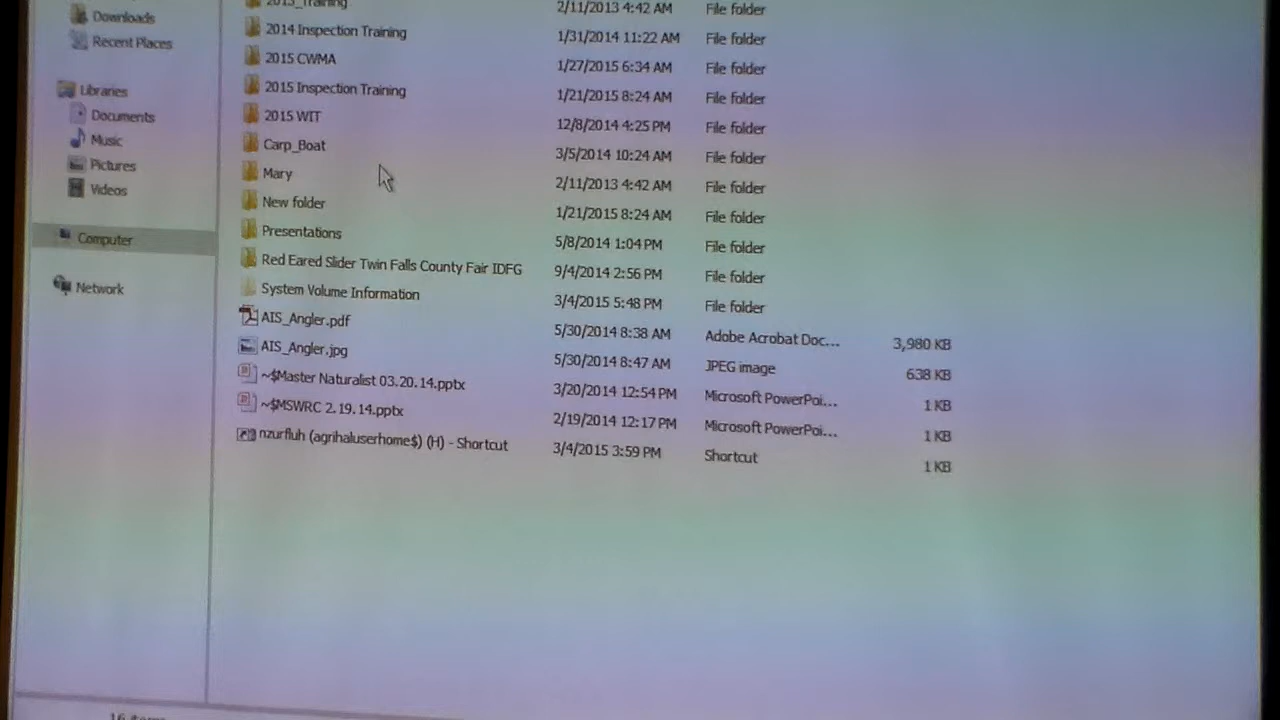 Downloads
Recent Places
Libraries
Documents
Music
Pictures
Videos
Computer
Network
2013_Training 2/11/2013 4:42 AM File folder
2014 Inspection Training 1/31/2014 11:22 AM File folder
2015 CWMA 1/27/2015 6:34 AM File folder
2015 Inspection Training 1/21/2015 8:24 AM File folder
2015 WIT 12/8/2014 4:25 PM File folder
Carp_Boat 3/5/2014 10:24 AM File folder
Mary 2/11/2013 4:42 AM File folder
New folder 1/21/2015 8:24 AM File folder
Presentations 5/8/2014 1:04 PM File folder
Red Eared Slider Twin Falls County Fair IDFG 9/4/2014 2:56 PM File folder
System Volume Information 3/4/2015 5:48 PM File folder
AIS_Angler.pdf 5/30/2014 8:38 AM Adobe Acrobat Doc... 3,980 KB
AIS_Angler.jpg 5/30/2014 8:47 AM JPEG image 638 KB
~$Master Naturalist 03.20.14.pptx 3/20/2014 12:54 PM Microsoft PowerPoi... 1 KB
~$MSWRC 2.19.14.pptx 2/19/2014 12:17 PM Microsoft PowerPoi... 1 KB
nzurfluh (agrihaluserhome$) (H) - Shortcut 3/4/2015 3:59 PM Shortcut 1 KB
16 items